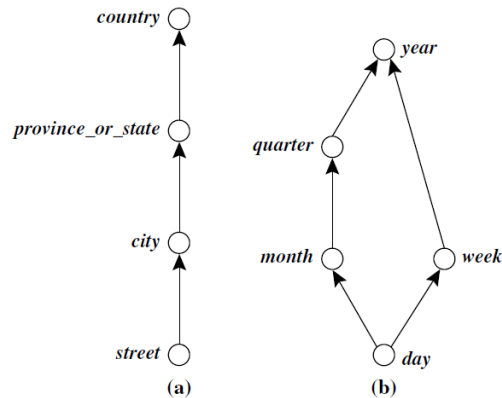 country
province_or_state
city
street
(a)
year
quarter
month
week
day
(b)